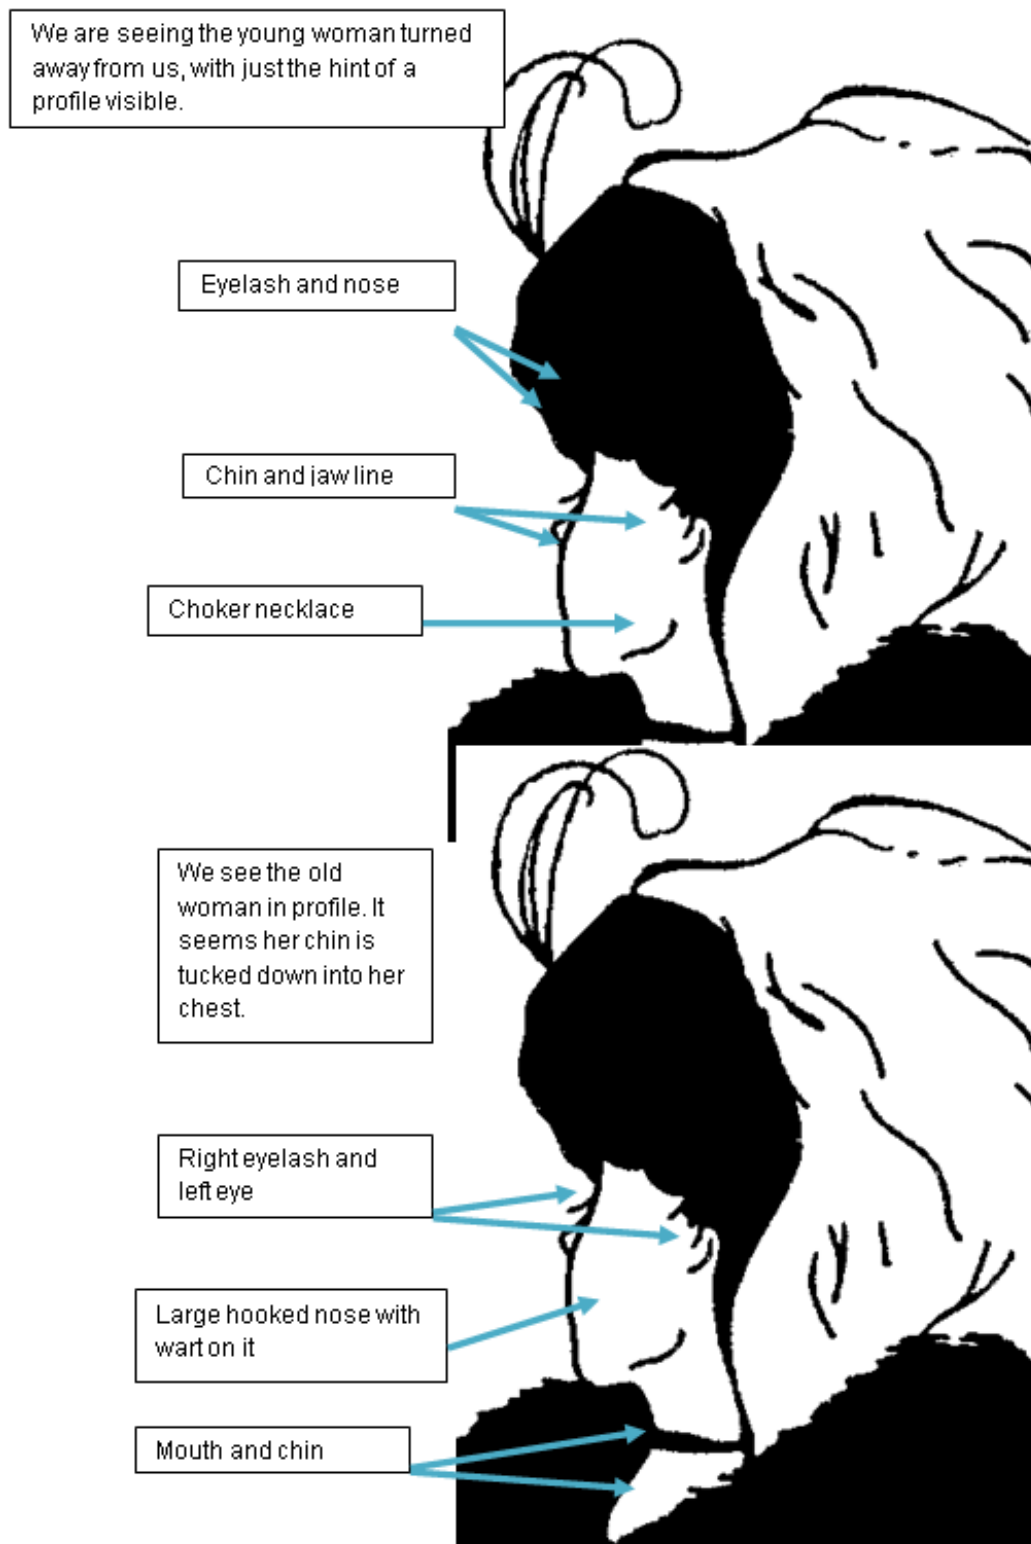 We are seeing the young woman turned
away from us, with just the hint of a
profile visible.
Eyelash and nose
Chin and jaw line
Choker necklace
We see the old
woman in profile. It
seems her chin is
tucked down into her
chest.
Right eyelash and
left eye
Large hooked nose with
wart on it
Mouth and chin